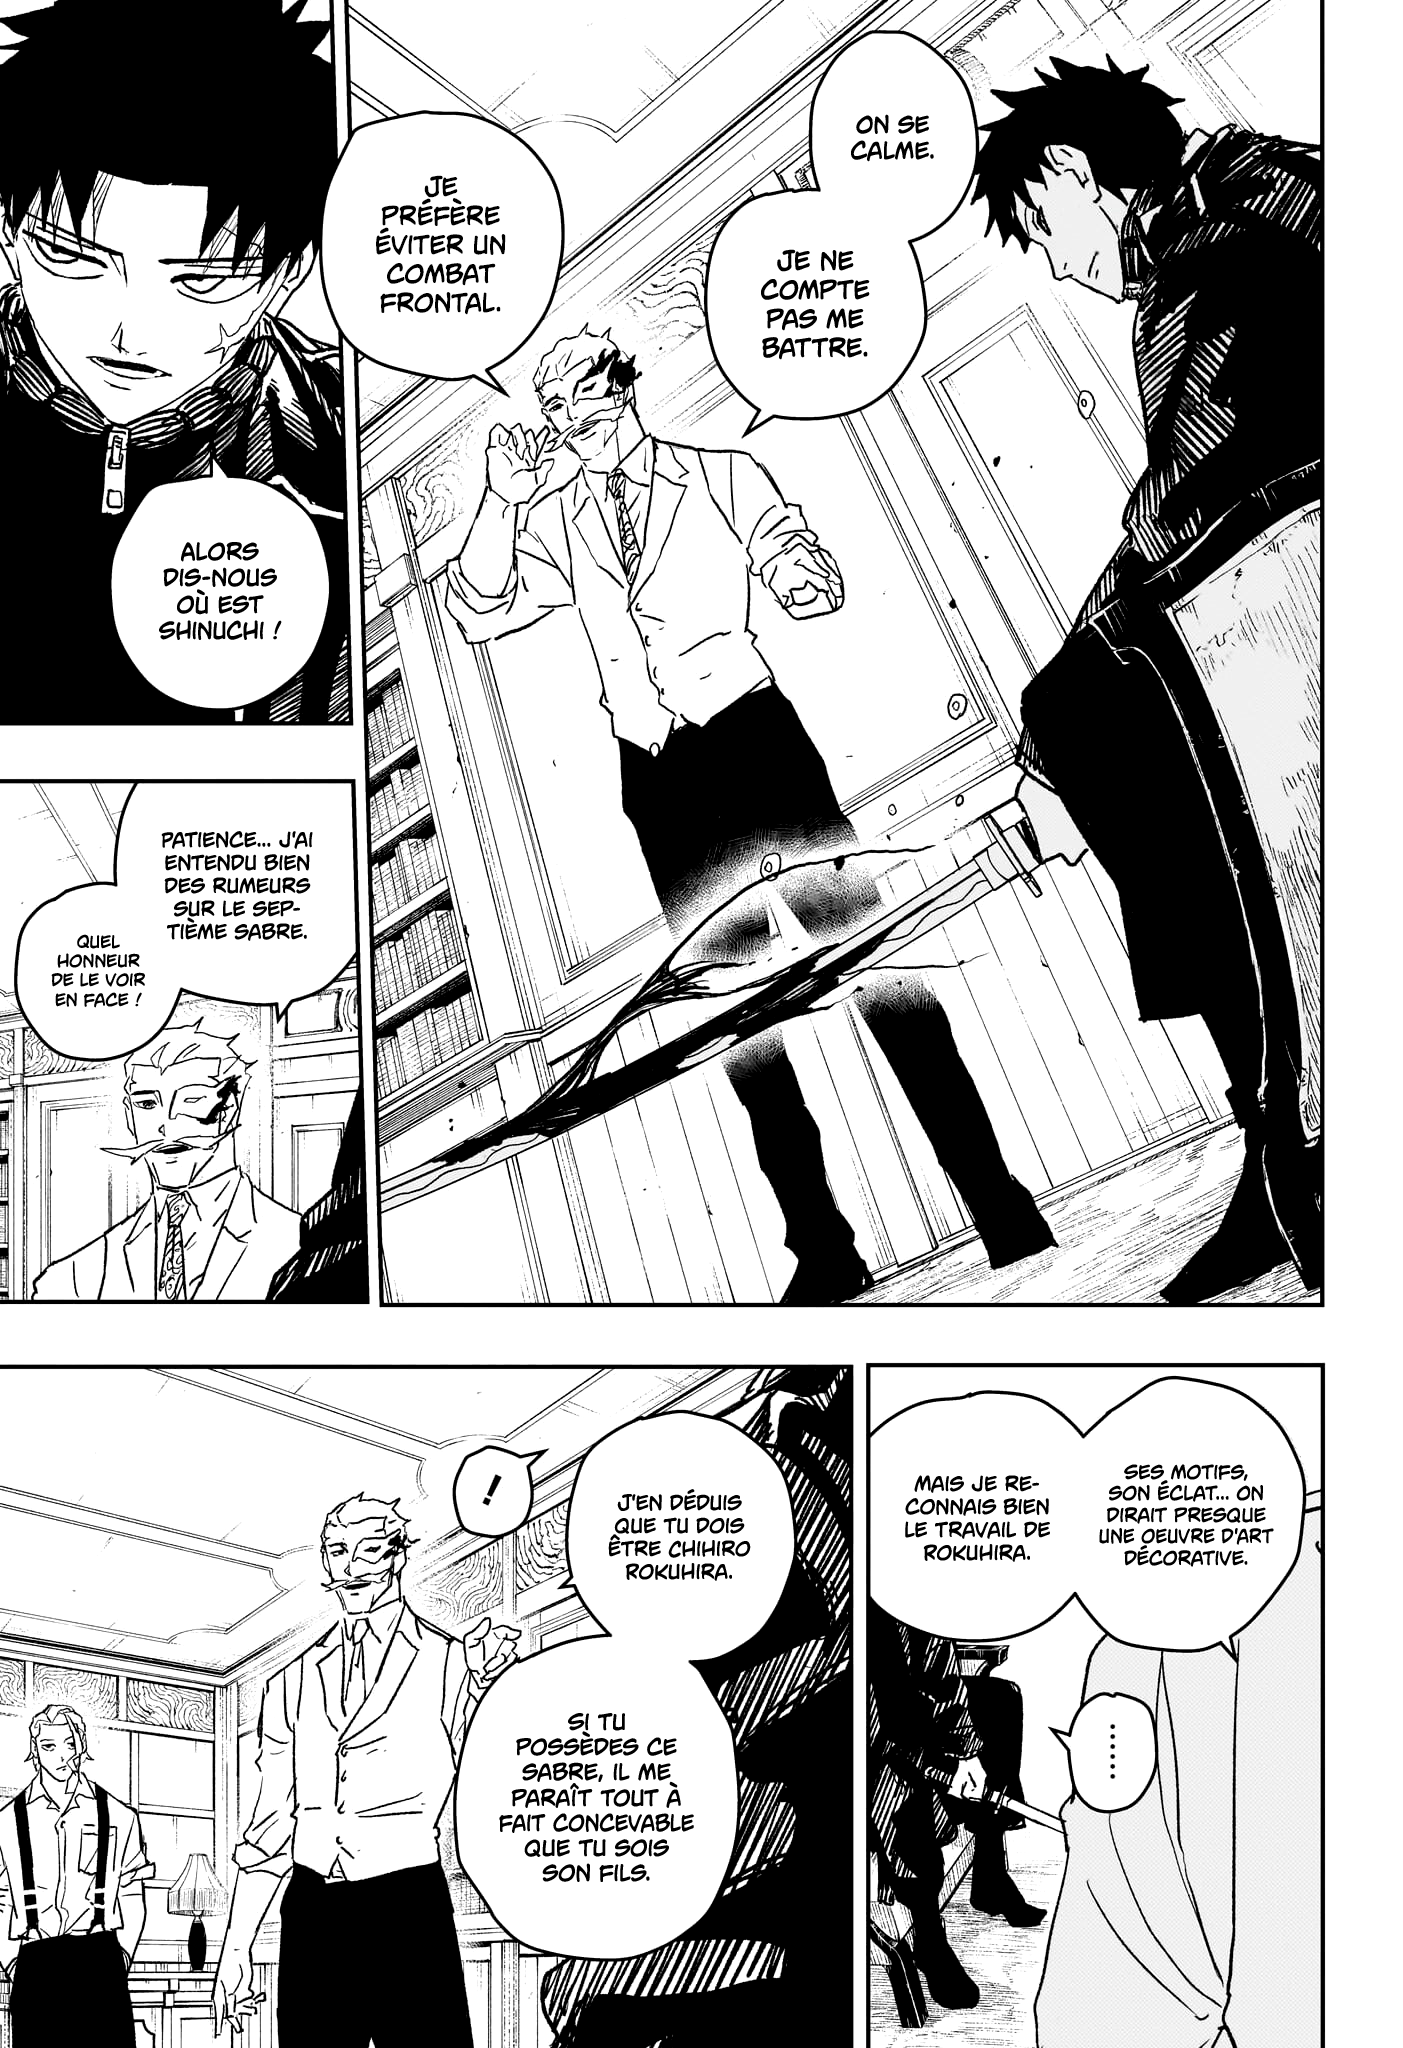 ON SE
CALME.
JE NE
COMPTE
PAS ME
BATTRE.
JE
PRÉFÈRE
ÉVITER UN
COMBAT
FRONTAL.
ALORS
DIS-NOUS
OÙ EST
SHINUCHI !
PATIENCE... J'AI
ENTENDU BIEN
DES RUMEURS
SUR LE SEP-
TIÈME SABRE.
QUEL
HONNEUR
DE LE VOIR
EN FACE !
SES MOTIFS,
SON ÉCLAT... ON
DIRAIT PRESQUE
UNE OEUVRE D'ART
DÉCORATIVE.
MAIS JE RE-
CONNAIS BIEN
LE TRAVAIL DE
ROKUHIRA.
......
J'EN DÉDUIS
QUE TU DOIS
ÊTRE CHIHIRO
ROKUHIRA.
!
SI TU
POSSÈDES CE
SABRE, IL ME
PARAÎT TOUT À
FAIT CONCEVABLE
QUE TU SOIS
SON FILS.